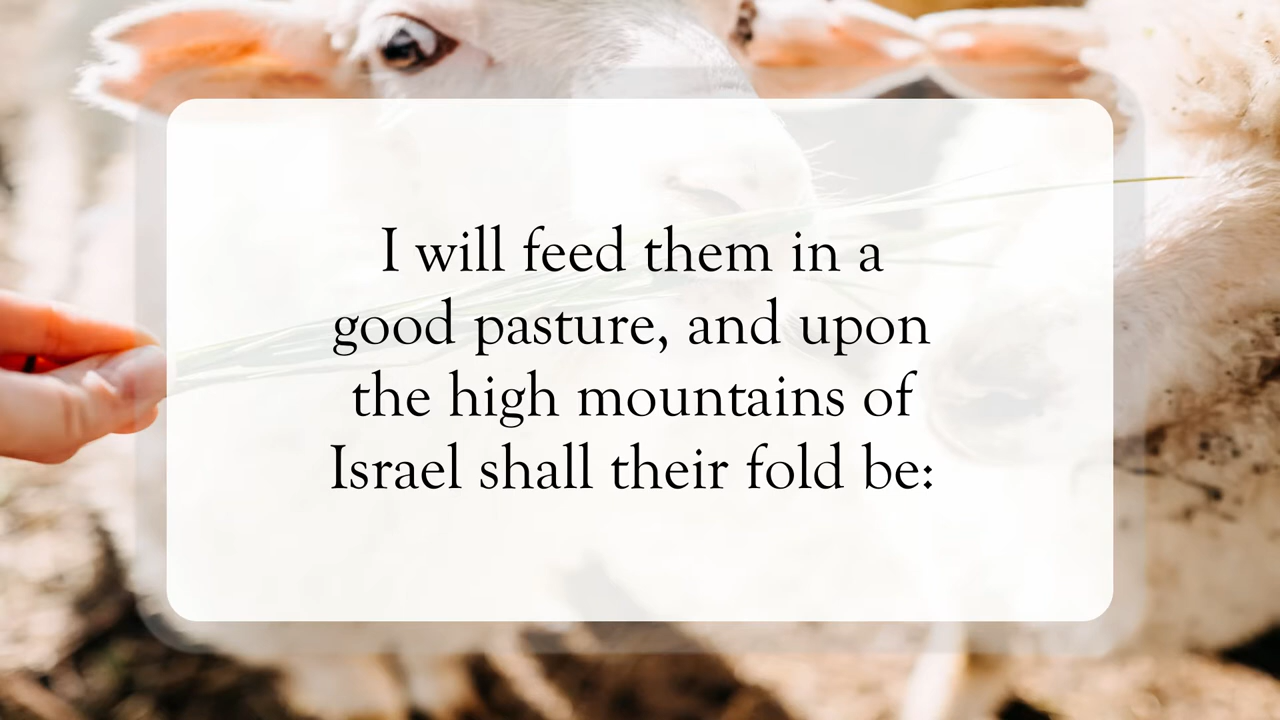 I will feed them in a
good pasture, and upon
the high mountains of
Israel shall their fold be: